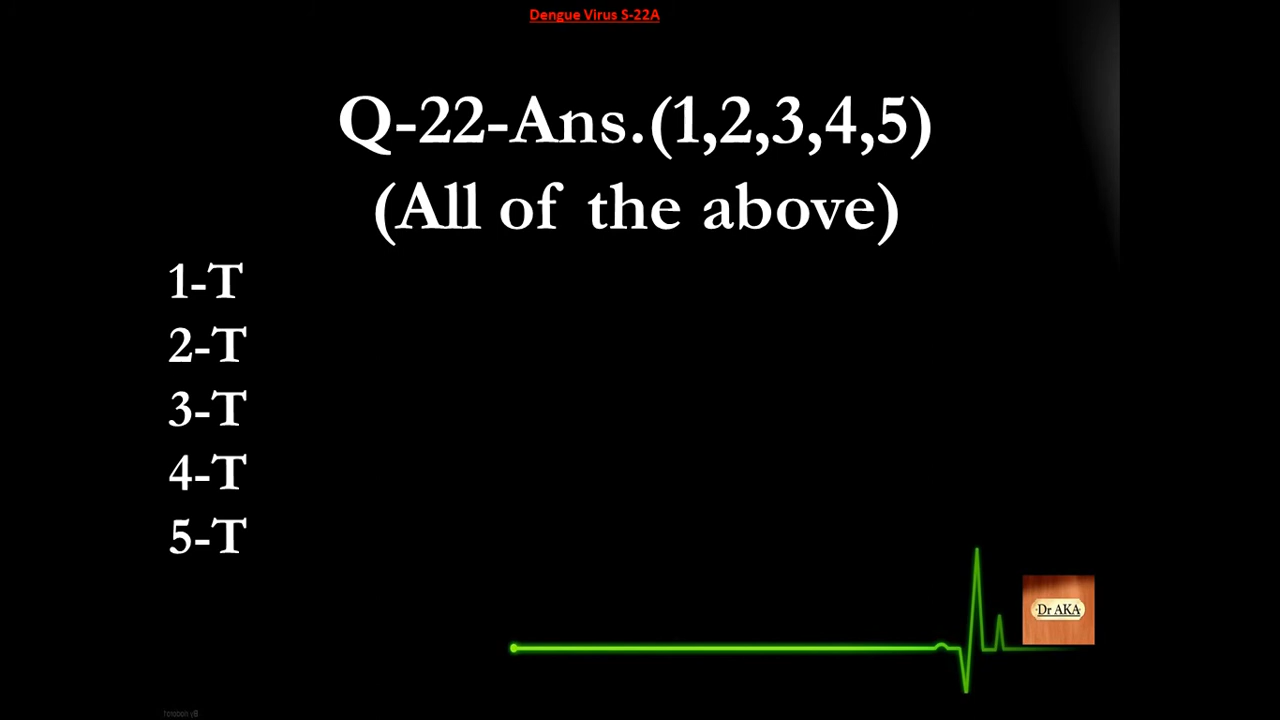 Dengue Virus S-22A
Q-22-Ans.(1,2,3,4,5)
(All of the above)
1-T
2-T
3-T
4-T
5-T
Dr AKA